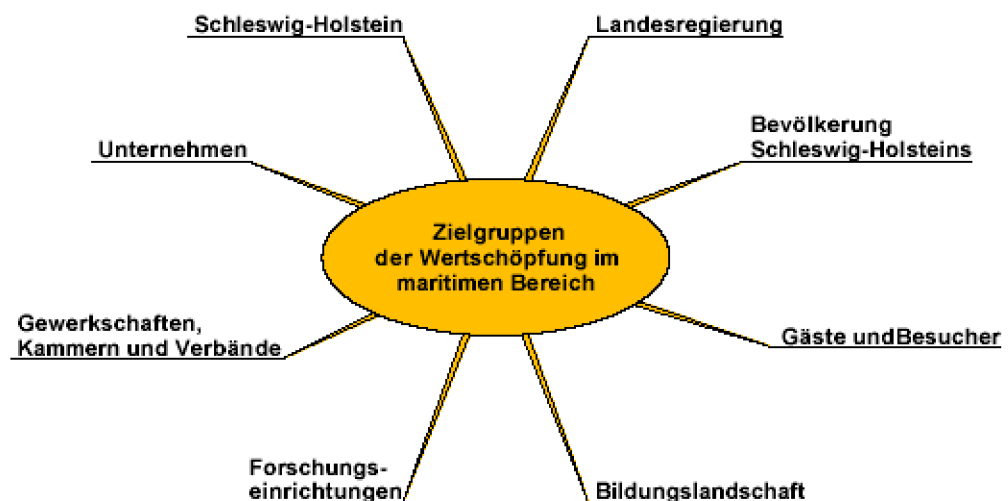 Schleswig-Holstein
Landesregierung
Unternehmen
Bevölkerung
Schleswig-Holsteins
Zielgruppen
der Wertschöpfung im
maritimen Bereich
Gewerkschaften,
Kammern und Verbände
Gäste undBesucher
Forschungs-
einrichtungen
Bildungslandschaft